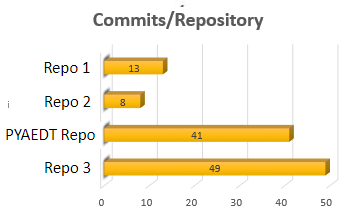 Commits/Repository
Repo 1
13
Repo 2
8
PYAEDT Repo
41
Repo 3
49
0 10 20 30 40 50